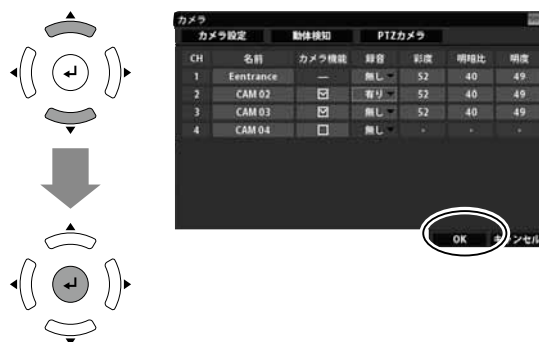 カメラ
カメラ設定 動体検知 PTZカメラ
CH 名前 カメラ機能 録音 彩度 明暗比 明度
1 Eentrance — 無し 52 40 49
2 CAM 02 有り 52 40 49
3 CAM 03 無し 52 40 49
4 CAM 04 無し - - -
OK キャンセル